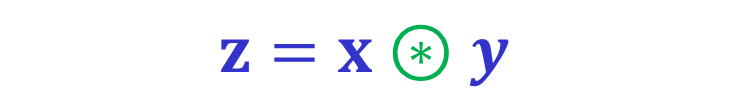 z = x ⊛ y